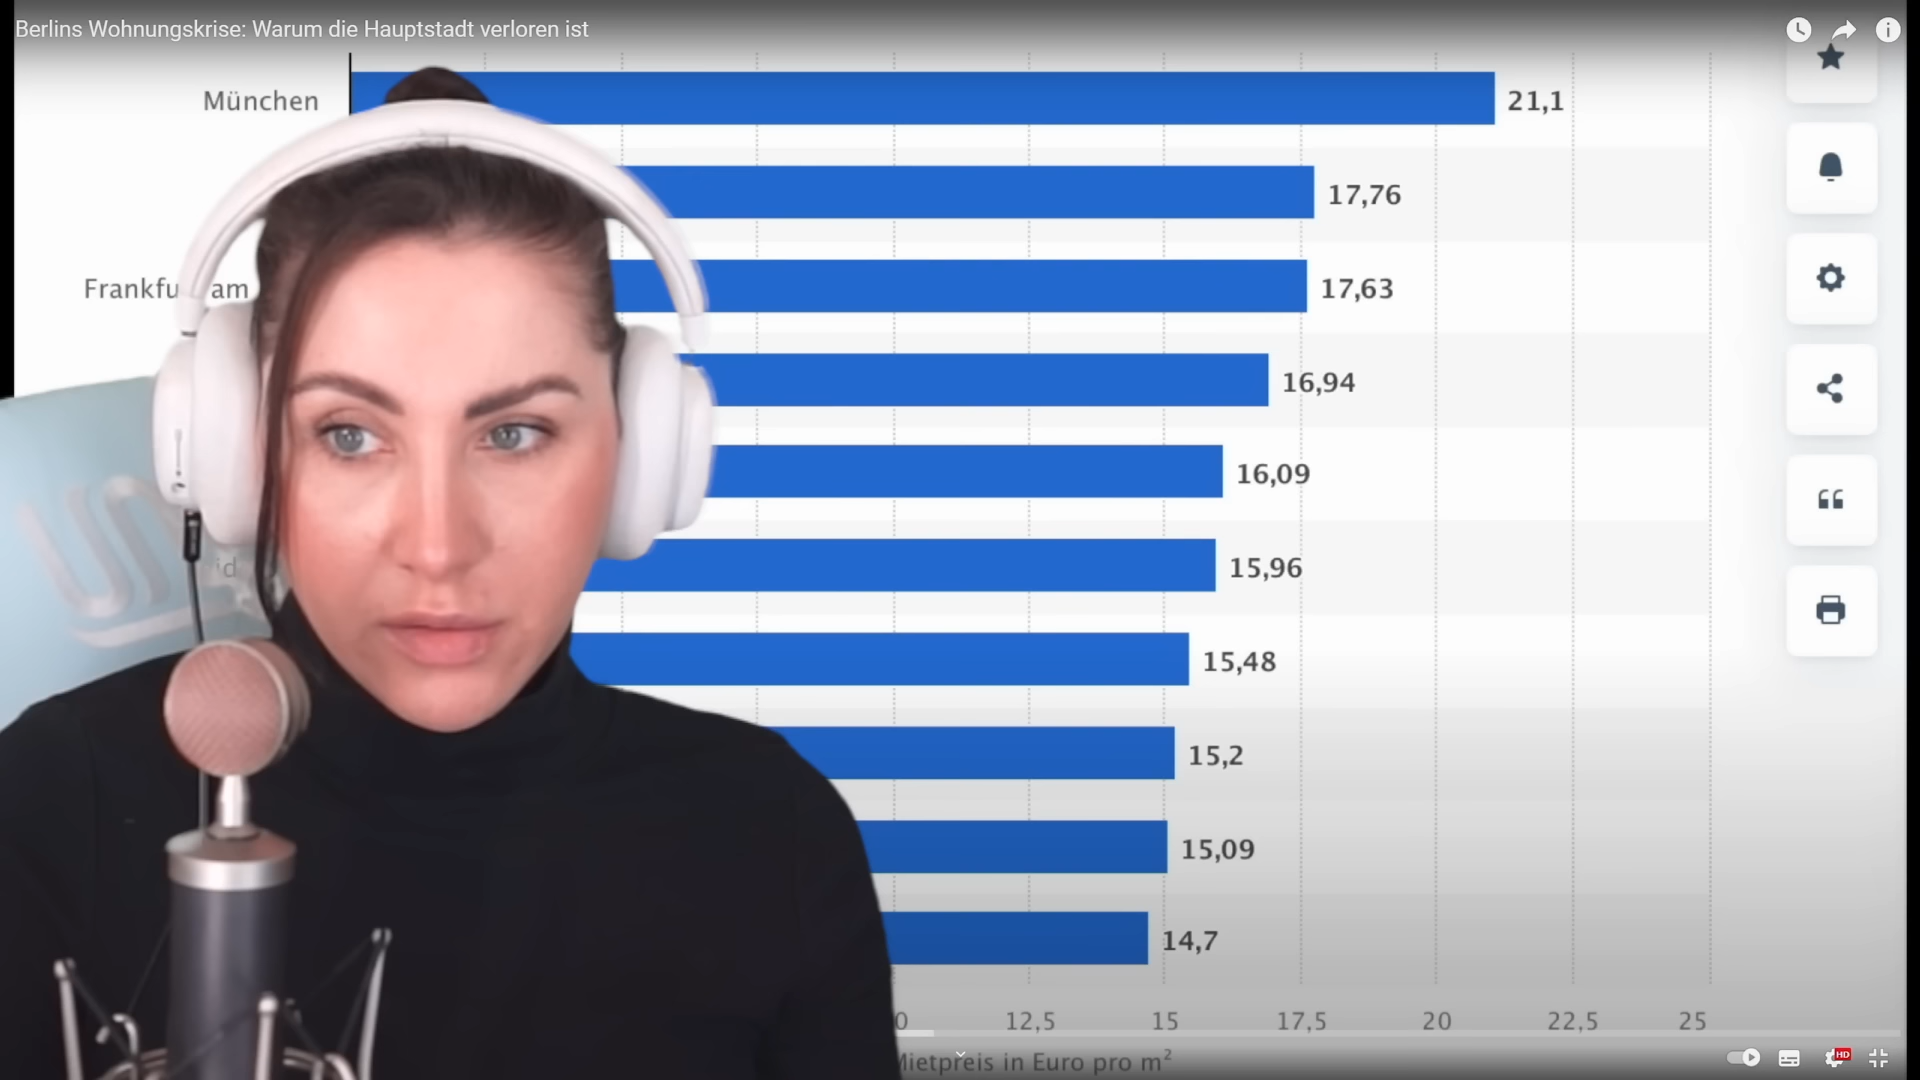 Berlins Wohnungskrise: Warum die Hauptstadt verloren ist
München 21,1
17,76
am 17,63
16,94
16,09
15,96
15,48
15,2
15,09
14,7
12,5 15 17,5 20 22,5 25
Mietpreis in Euro pro m²
HD